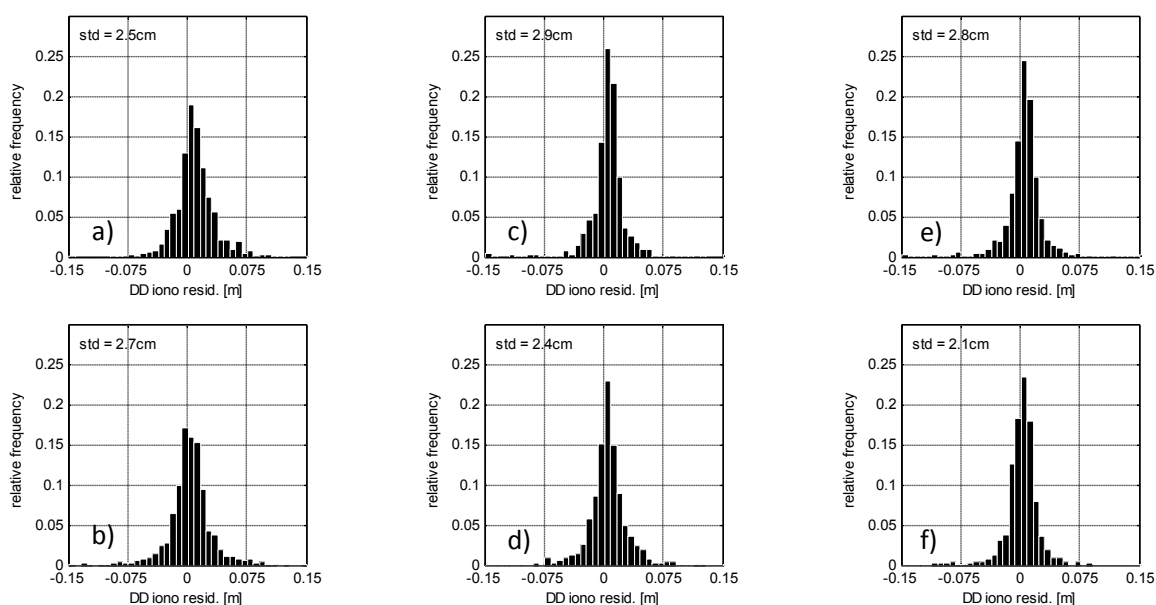 std = 2.5cm
0.25
0.2
0.15
0.1
0.05
0
relative frequency
a)
-0.15 -0.075 0 0.075 0.15
DD iono resid. [m]
std = 2.9cm
0.25
0.2
0.15
0.1
0.05
0
relative frequency
c)
-0.15 -0.075 0 0.075 0.15
DD iono resid. [m]
std = 2.8cm
0.25
0.2
0.15
0.1
0.05
0
relative frequency
e)
-0.15 -0.075 0 0.075 0.15
DD iono resid. [m]
std = 2.7cm
0.25
0.2
0.15
0.1
0.05
0
relative frequency
b)
-0.15 -0.075 0 0.075 0.15
DD iono resid. [m]
std = 2.4cm
0.25
0.2
0.15
0.1
0.05
0
relative frequency
d)
-0.15 -0.075 0 0.075 0.15
DD iono resid. [m]
std = 2.1cm
0.25
0.2
0.15
0.1
0.05
0
relative frequency
f)
-0.15 -0.075 0 0.075 0.15
DD iono resid. [m]